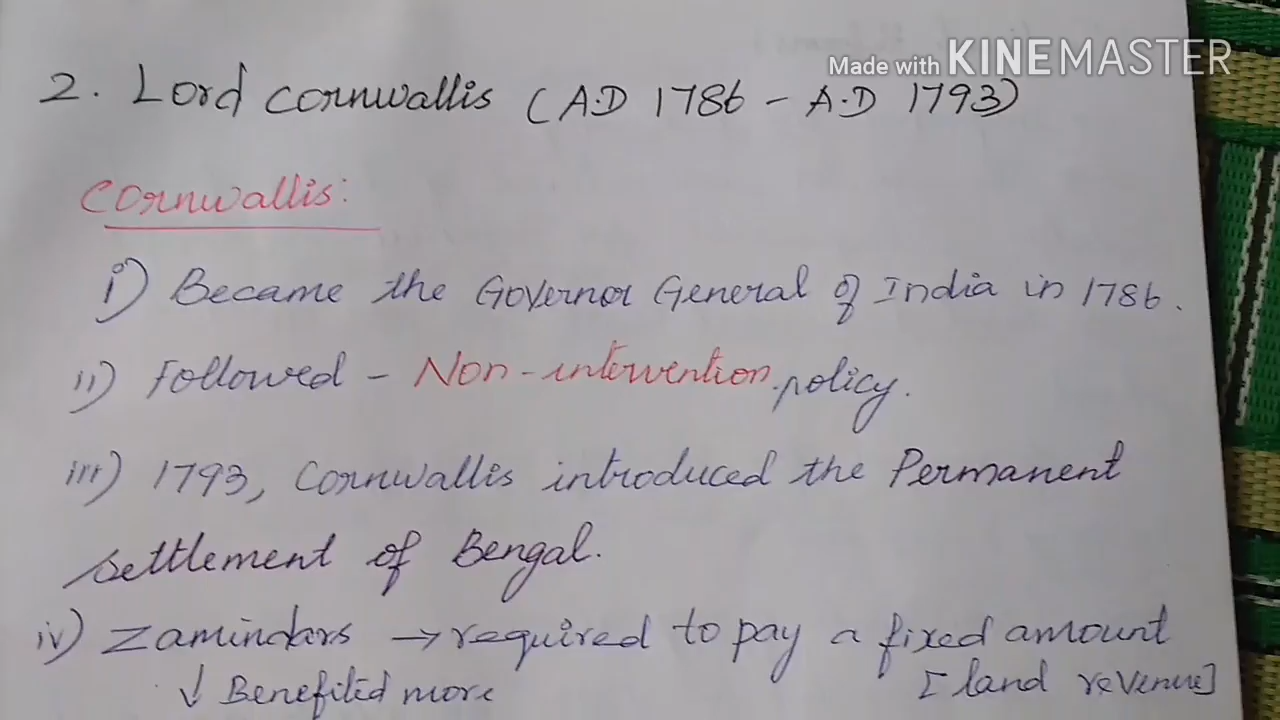 Made with KINEMASTER
2. Lord Cornwallis (A.D 1786 - A.D 1793)
Cornwallis:
i) Became the Governor General of India in 1786.
ii) Followed - Non-intervention policy.
iii) 1793, Cornwallis introduced the Permanent
settlement of Bengal.
iv) Zamindars → required to pay a fixed amount
↓ Benefited more [land revenue]